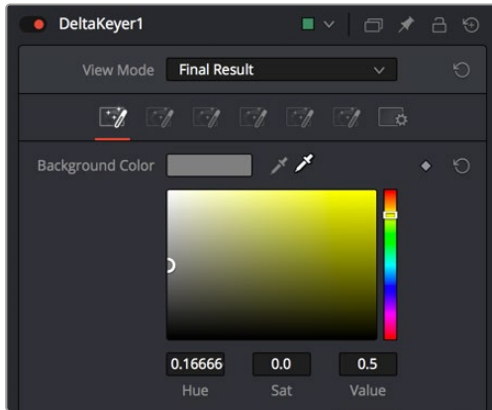 DeltaKeyer1
View Mode Final Result
Background Color
0.16666 0.0 0.5
Hue Sat Value